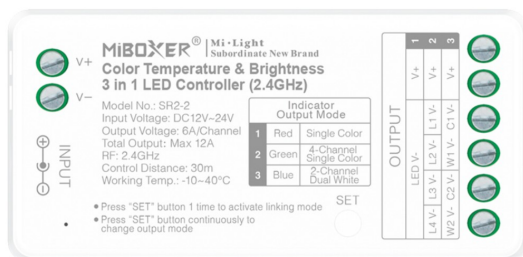 MiBOXER® Mi·Light
Subordinate New Brand
Color Temperature & Brightness
3 in 1 LED Controller (2.4GHz)
V+
V−
INPUT
Model No.: SR2-2
Input Voltage: DC12V~24V
Output Voltage: 6A/Channel
Total Output: Max 12A
RF: 2.4GHz
Control Distance: 30m
Working Temp.: -10~40°C
Indicator
Output Mode
1 Red Single Color
2 Green 4-Channel
Single Color
3 Blue 2-Channel
Dual White
● Press "SET" button 1 time to activate linking mode
● Press "SET" button continuously to
change output mode
SET
OUTPUT
1 2 3
V+ V+
LED V-
L1 V- C1 V-
L2 V- W1 V-
L3 V- C2 V-
L4 V- W2 V-